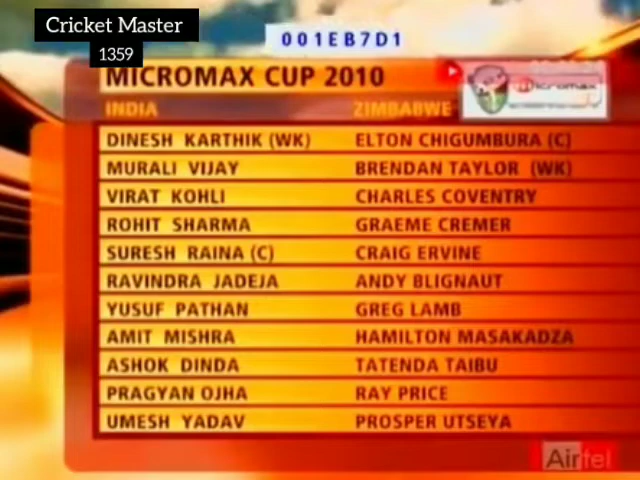 Cricket Master
1359
001EB7D1
MICROMAX CUP 2010
micromax
INDIA ZIMBABWE
DINESH KARTHIK (WK) ELTON CHIGUMBURA (C)
MURALI VIJAY BRENDAN TAYLOR (WK)
VIRAT KOHLI CHARLES COVENTRY
ROHIT SHARMA GRAEME CREMER
SURESH RAINA (C) CRAIG ERVINE
RAVINDRA JADEJA ANDY BLIGNAUT
YUSUF PATHAN GREG LAMB
AMIT MISHRA HAMILTON MASAKADZA
ASHOK DINDA TATENDA TAIBU
PRAGYAN OJHA RAY PRICE
UMESH YADAV PROSPER UTSEYA
Airtel